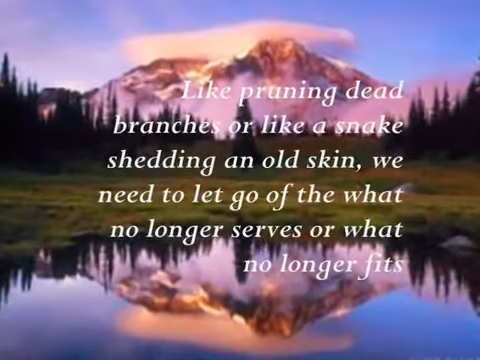 Like pruning dead
branches or like a snake
shedding an old skin, we
need to let go of the what
no longer serves or what
no longer fits